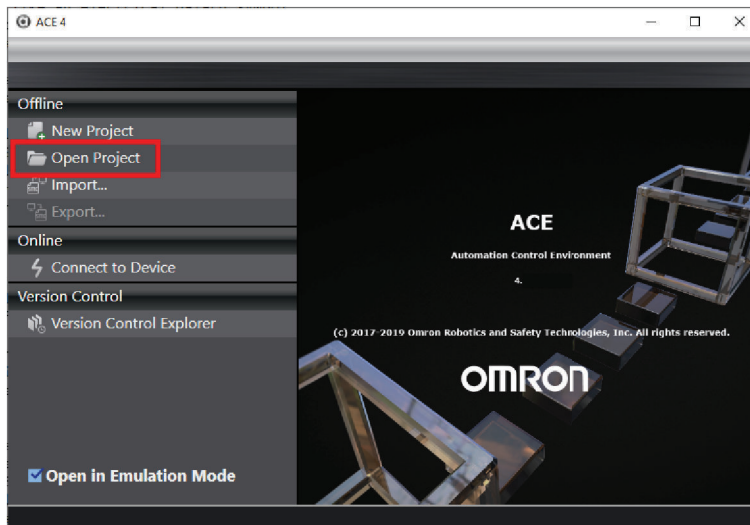 ACE 4
Offline
New Project
Open Project
Import...
Export...
Online
Connect to Device
Version Control
Version Control Explorer
Open in Emulation Mode
ACE
Automation Control Environment
4.
(c) 2017-2019 Omron Robotics and Safety Technologies, Inc. All rights reserved.
OMRON